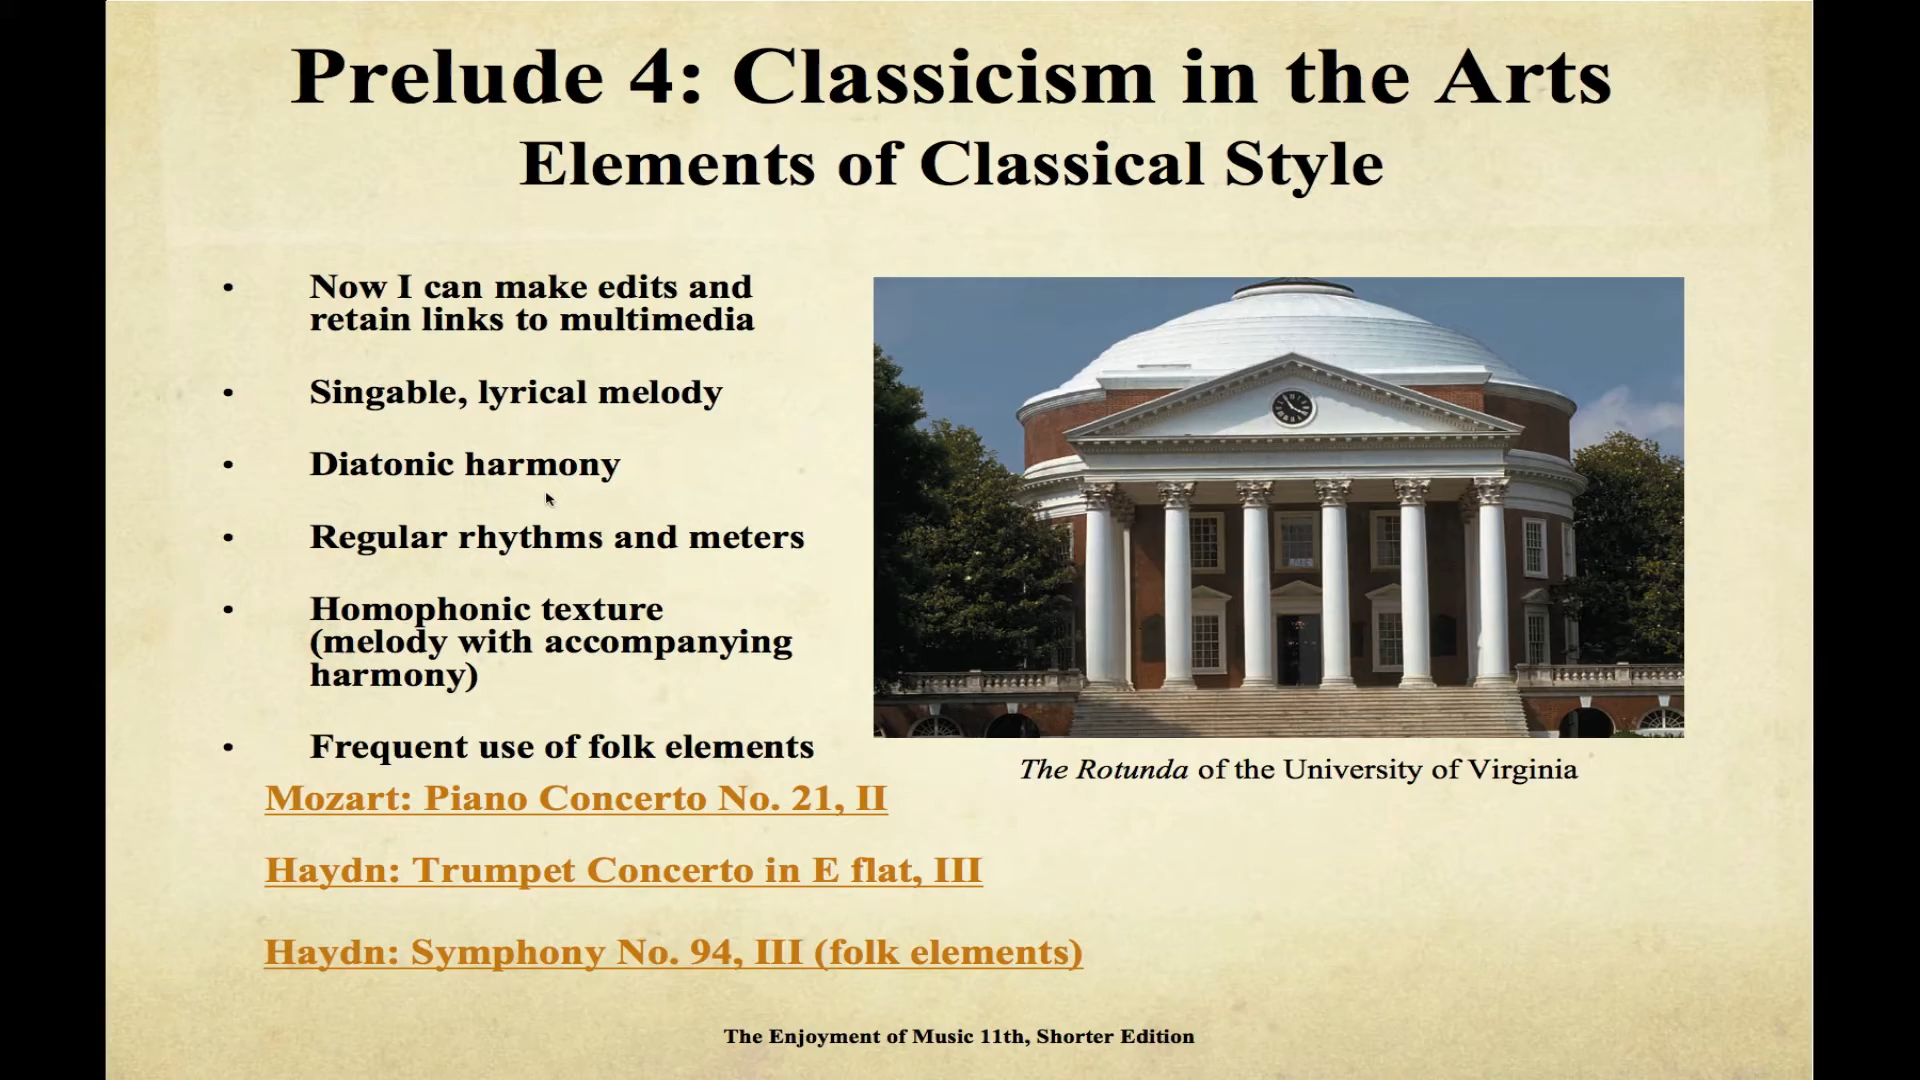 Prelude 4: Classicism in the Arts
Elements of Classical Style
• Now I can make edits and
retain links to multimedia
• Singable, lyrical melody
• Diatonic harmony
• Regular rhythms and meters
• Homophonic texture
(melody with accompanying
harmony)
• Frequent use of folk elements
Mozart: Piano Concerto No. 21, II
Haydn: Trumpet Concerto in E flat, III
Haydn: Symphony No. 94, III (folk elements)
The Rotunda of the University of Virginia
The Enjoyment of Music 11th, Shorter Edition